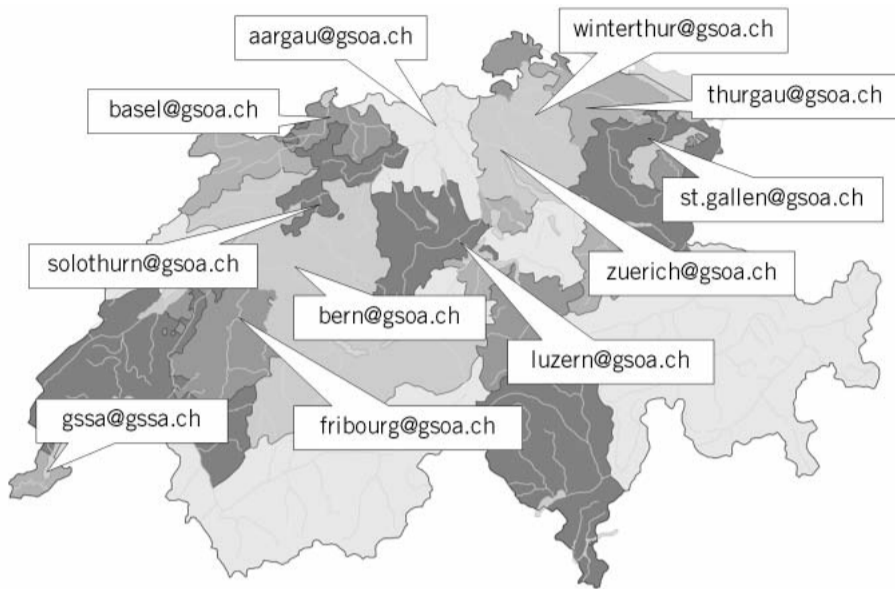 aargau@gsoa.ch
winterthur@gsoa.ch
basel@gsoa.ch
thurgau@gsoa.ch
st.gallen@gsoa.ch
solothurn@gsoa.ch
zuerich@gsoa.ch
bern@gsoa.ch
luzern@gsoa.ch
gssa@gssa.ch
fribourg@gsoa.ch